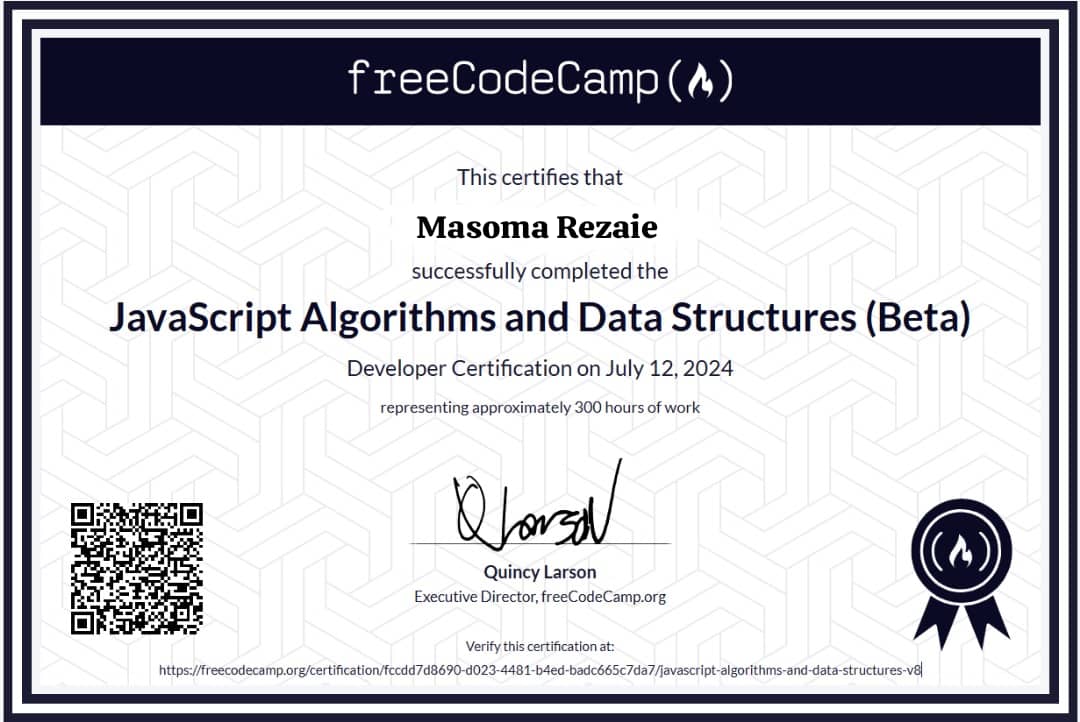 freeCodeCamp
This certifies that
Masoma Rezaie
successfully completed the
JavaScript Algorithms and Data Structures (Beta)
Developer Certification on July 12, 2024
representing approximately 300 hours of work
QLarson
Quincy Larson
Executive Director, freeCodeCamp.org
Verify this certification at:
https://freecodecamp.org/certification/fccdd7d8690-d023-4481-b4ed-badc665c7da7/javascript-algorithms-and-data-structures-v8